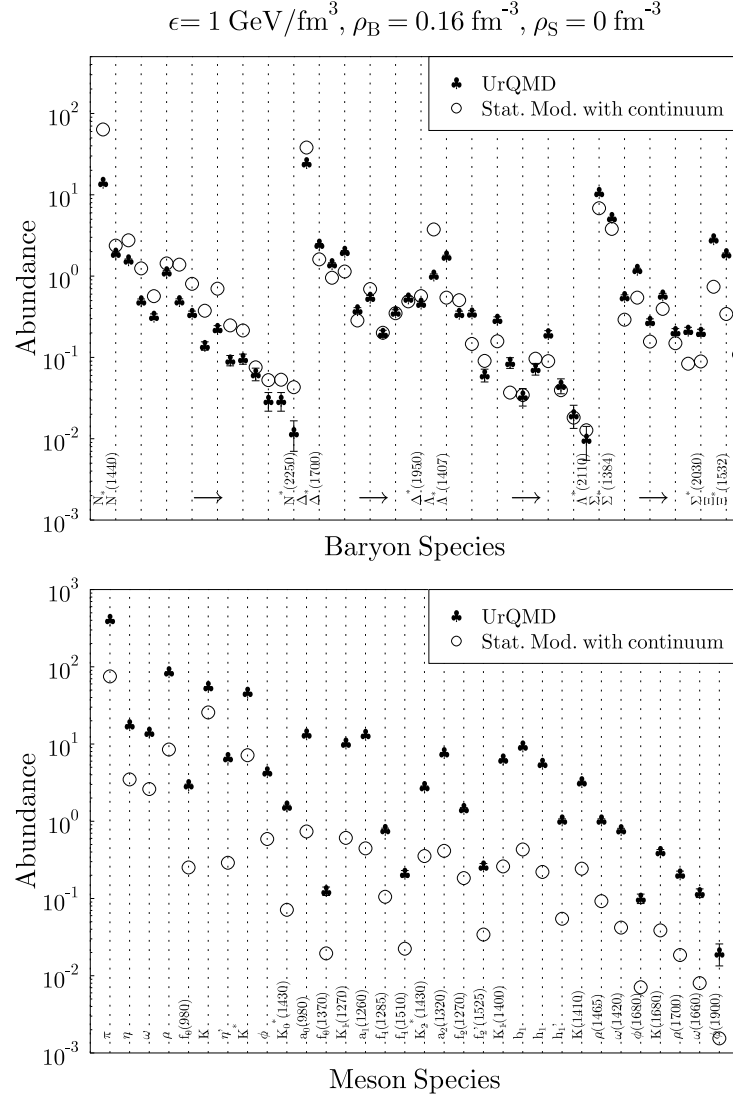 ϵ= 1 GeV/fm³, ρ_B = 0.16 fm⁻³, ρ_S = 0 fm⁻³
♣ UrQMD
○ Stat. Mod. with continuum
Abundance
10²
10¹
10⁰
10⁻¹
10⁻²
10⁻³
N
N*(1440)
→
N*(2250)
Δ
Δ*(1700)
→
Δ*(1950)
Λ
Λ*(1407)
→
Λ*(2110)
Σ
Σ*(1384)
→
Σ*(2030)
Ξ
Ξ*(1532)
Baryon Species
♣ UrQMD
○ Stat. Mod. with continuum
Abundance
10³
10²
10¹
10⁰
10⁻¹
10⁻²
10⁻³
π
η
ω
ρ
f₀(980)
K
η'
K*
ϕ
K₀*(1430)
a₀(980)
f₀(1370)
K₁(1270)
a₁(1260)
f₁(1285)
f₁(1510)
K₂*(1430)
a₂(1320)
f₂(1270)
f₂'(1525)
K₁(1400)
b₁
h₁
h₁'
K(1410)
ρ(1465)
ω(1420)
ϕ(1680)
K(1680)
ρ(1700)
ω(1660)
ϕ(1900)
Meson Species